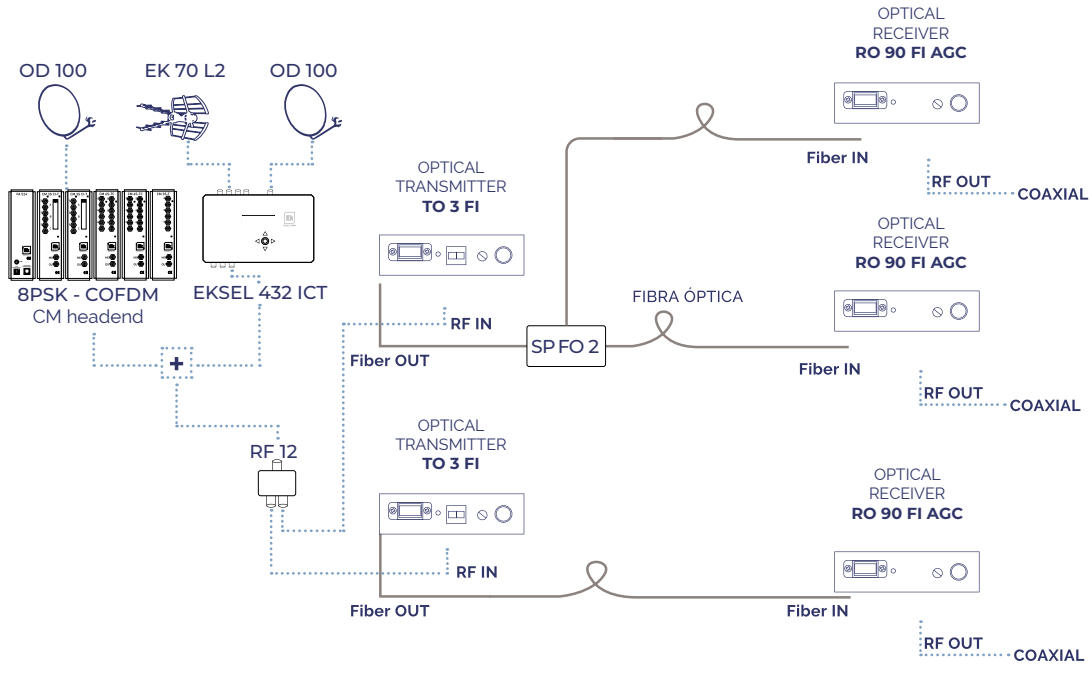 OPTICAL
RECEIVER
RO 90 FI AGC
OD 100
EK 70 L2
OD 100
Fiber IN
OPTICAL
TRANSMITTER
TO 3 FI
RF OUT
COAXIAL
OPTICAL
RECEIVER
RO 90 FI AGC
8PSK - COFDM
CM headend
EKSEL 432 ICT
FIBRA ÓPTICA
RF IN
SP FO 2
Fiber OUT
Fiber IN
+
RF OUT
COAXIAL
OPTICAL
TRANSMITTER
TO 3 FI
RF 12
OPTICAL
RECEIVER
RO 90 FI AGC
RF IN
Fiber OUT
Fiber IN
RF OUT
COAXIAL